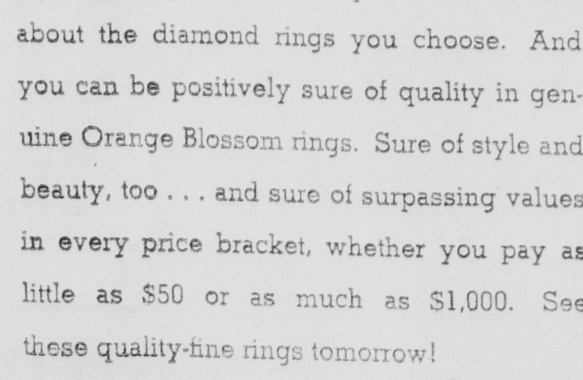 about the diamond rings you choose. And
you can be positively sure of quality in gen-
uine Orange Blossom rings. Sure of style and
beauty, too . . . and sure of surpassing values
in every price bracket, whether you pay as
little as $50 or as much as $1,000. See
these quality-fine rings tomorrow!